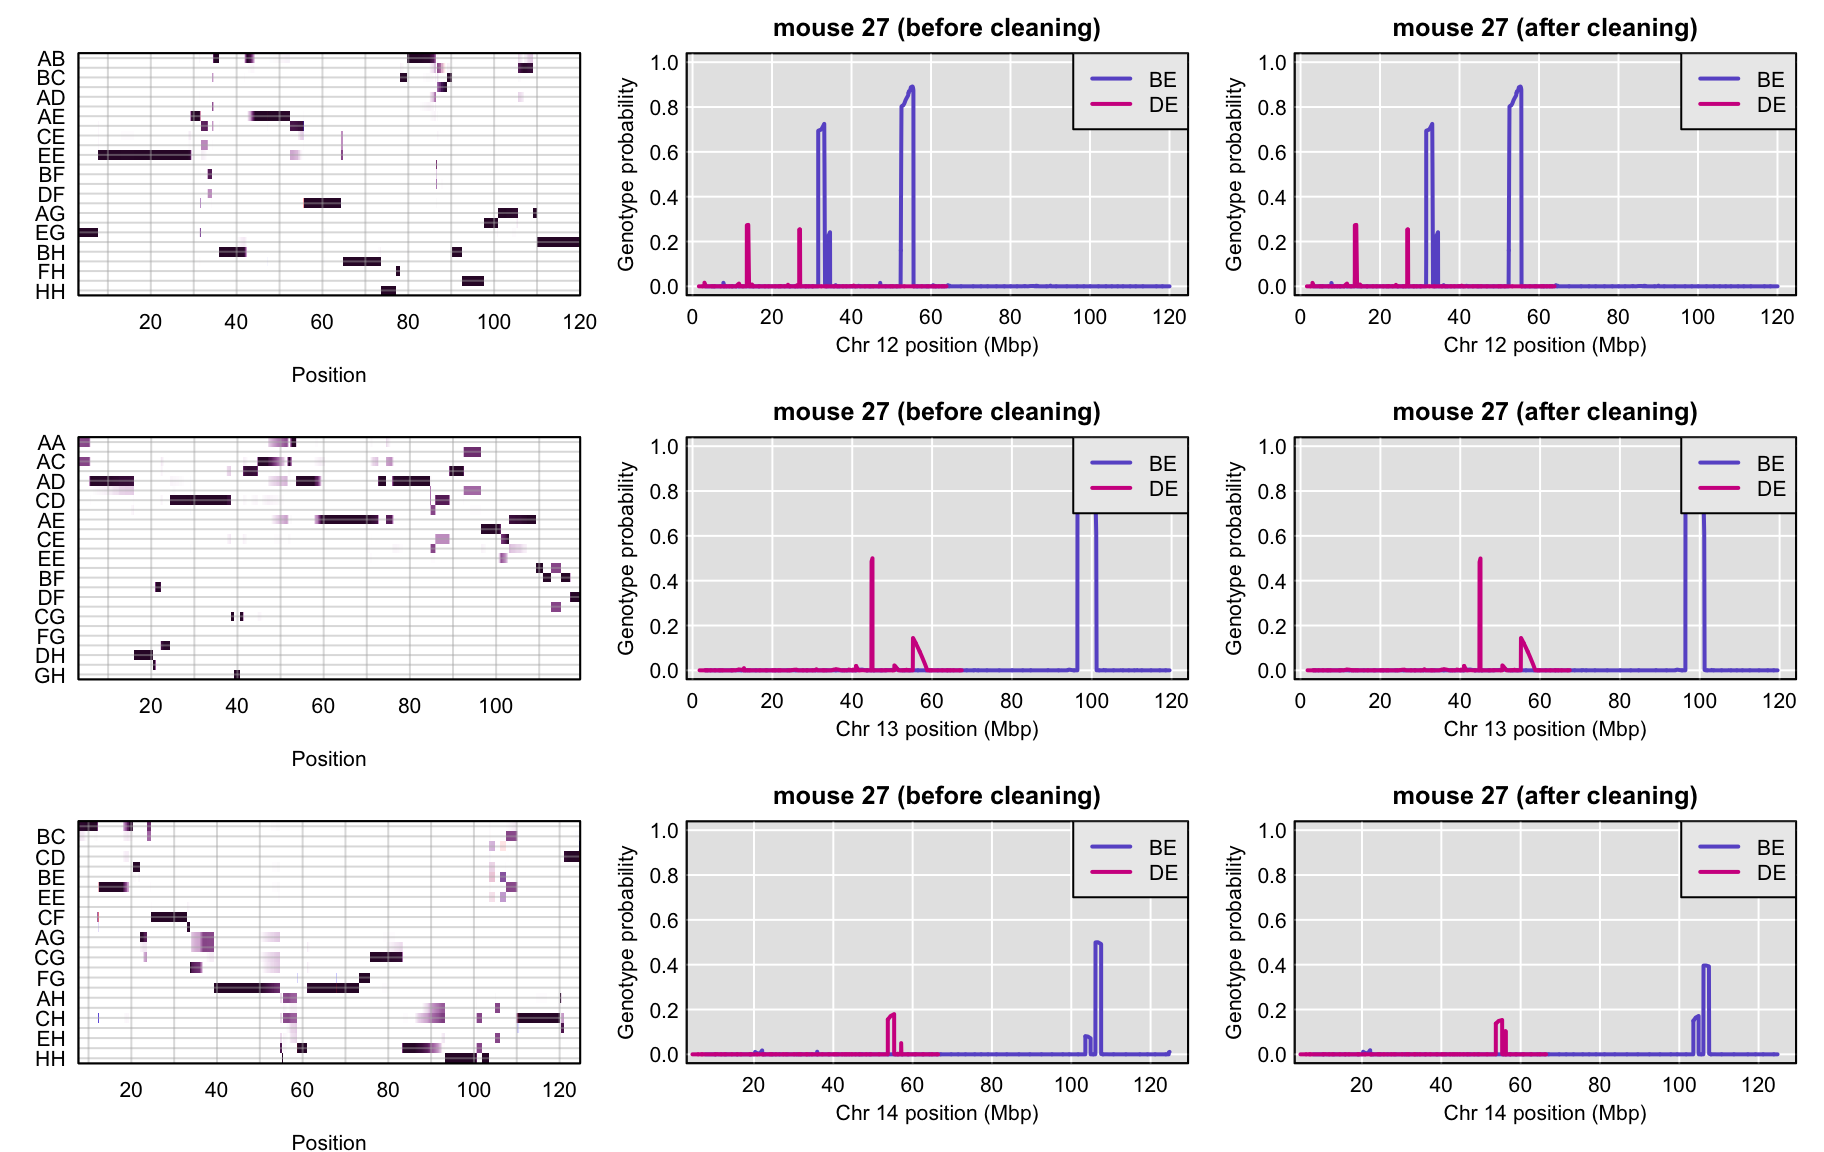 AB
BC
AD
AE
CE
EE
BF
DF
AG
EG
BH
FH
HH
20 40 60 80 100 120
Position
mouse 27 (before cleaning)
Genotype probability
1.0
0.8
0.6
0.4
0.2
0.0
BE
DE
0 20 40 60 80 100 120
Chr 12 position (Mbp)
mouse 27 (after cleaning)
Genotype probability
1.0
0.8
0.6
0.4
0.2
0.0
BE
DE
0 20 40 60 80 100 120
Chr 12 position (Mbp)
AA
AC
AD
CD
AE
CE
EE
BF
DF
CG
FG
DH
GH
20 40 60 80 100
Position
mouse 27 (before cleaning)
Genotype probability
1.0
0.8
0.6
0.4
0.2
0.0
BE
DE
0 20 40 60 80 100 120
Chr 13 position (Mbp)
mouse 27 (after cleaning)
Genotype probability
1.0
0.8
0.6
0.4
0.2
0.0
BE
DE
0 20 40 60 80 100 120
Chr 13 position (Mbp)
BC
CD
BE
EE
CF
AG
CG
FG
AH
CH
EH
HH
20 40 60 80 100 120
Position
mouse 27 (before cleaning)
Genotype probability
1.0
0.8
0.6
0.4
0.2
0.0
BE
DE
20 40 60 80 100 120
Chr 14 position (Mbp)
mouse 27 (after cleaning)
Genotype probability
1.0
0.8
0.6
0.4
0.2
0.0
BE
DE
20 40 60 80 100 120
Chr 14 position (Mbp)